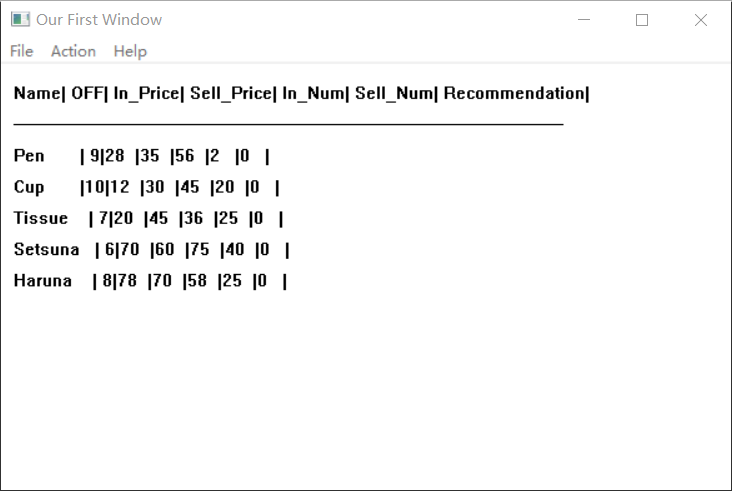 Our First Window
File Action Help
Name| OFF| In_Price| Sell_Price| In_Num| Sell_Num| Recommendation|
Pen | 9|28 |35 |56 |2 |0 |
Cup |10|12 |30 |45 |20 |0 |
Tissue | 7|20 |45 |36 |25 |0 |
Setsuna | 6|70 |60 |75 |40 |0 |
Haruna | 8|78 |70 |58 |25 |0 |